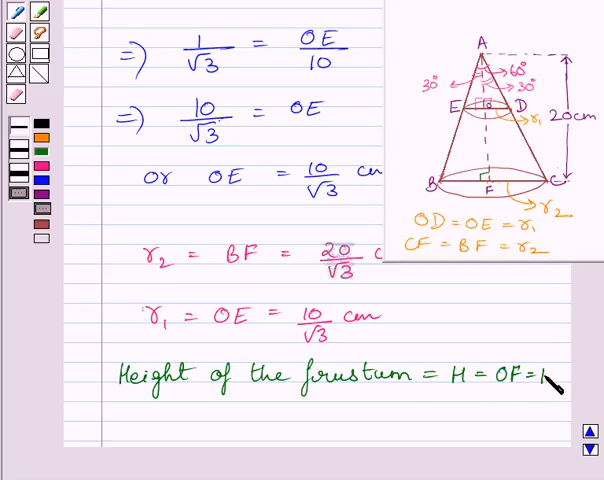 =) 1/√3 = OE/10
=) 10/√3 = OE
or OE = 10/√3 cm
r₂ = BF = 20/√3 c
r₁ = OE = 10/√3 cm
Height of the frustum = H = OF = 1
A
60°
30° 30°
E O D
r₁
20cm
B F C
r₂
OD = OE = r₁
CF = BF = r₂